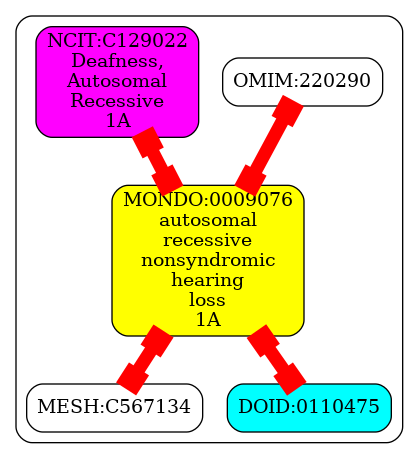 NCIT:C129022
Deafness,
Autosomal
Recessive
1A
OMIM:220290
MONDO:0009076
autosomal
recessive
nonsyndromic
hearing
loss
1A
MESH:C567134
DOID:0110475